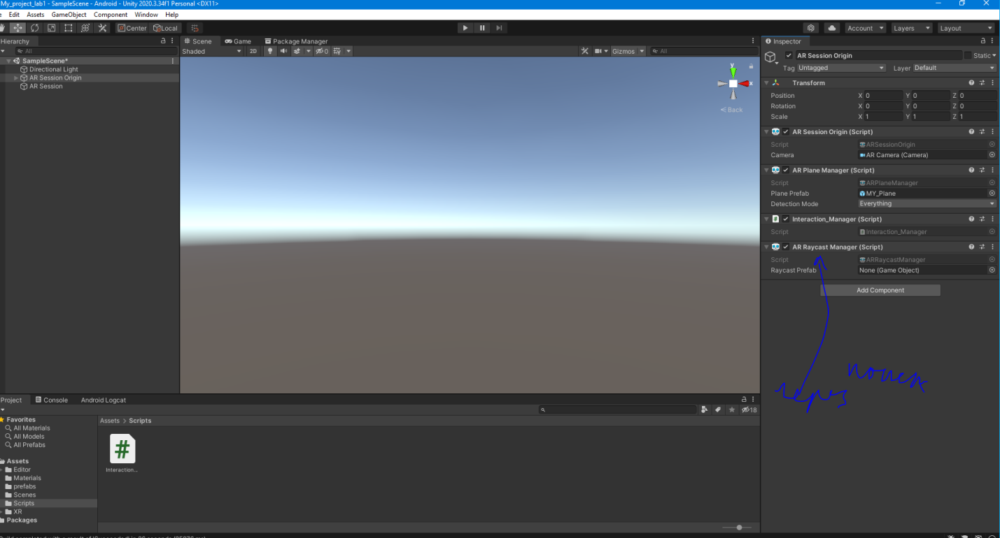 My_project_lab1 - SampleScene - Android - Unity 2020.3.34f1 Personal <DX11>
Edit Assets GameObject Component Window Help
Center Local Account Layers Layout
Hierarchy
All
SampleScene*
Directional Light
AR Session Origin
AR Session
Scene Game Package Manager
Shaded 2D 0 Gizmos All
y
x
Back
Inspector
AR Session Origin Static
Tag Untagged Layer Default
Transform
Position X 0 Y 0 Z 0
Rotation X 0 Y 0 Z 0
Scale X 1 Y 1 Z 1
AR Session Origin (Script)
Script ARSessionOrigin
Camera AR Camera (Camera)
AR Plane Manager (Script)
Script ARPlaneManager
Plane Prefab MY_Plane
Detection Mode Everything
# Interaction_Manager (Script)
Script Interaction_Manager
AR Raycast Manager (Script)
Script ARRaycastManager
Raycast Prefab None (Game Object)
Add Component
через поиск
Project Console Android Logcat
18
Favorites
All Materials
All Models
All Prefabs
Assets
Editor
Materials
prefabs
Scenes
Scripts
XR
Packages
Assets > Scripts
#
Interaction...